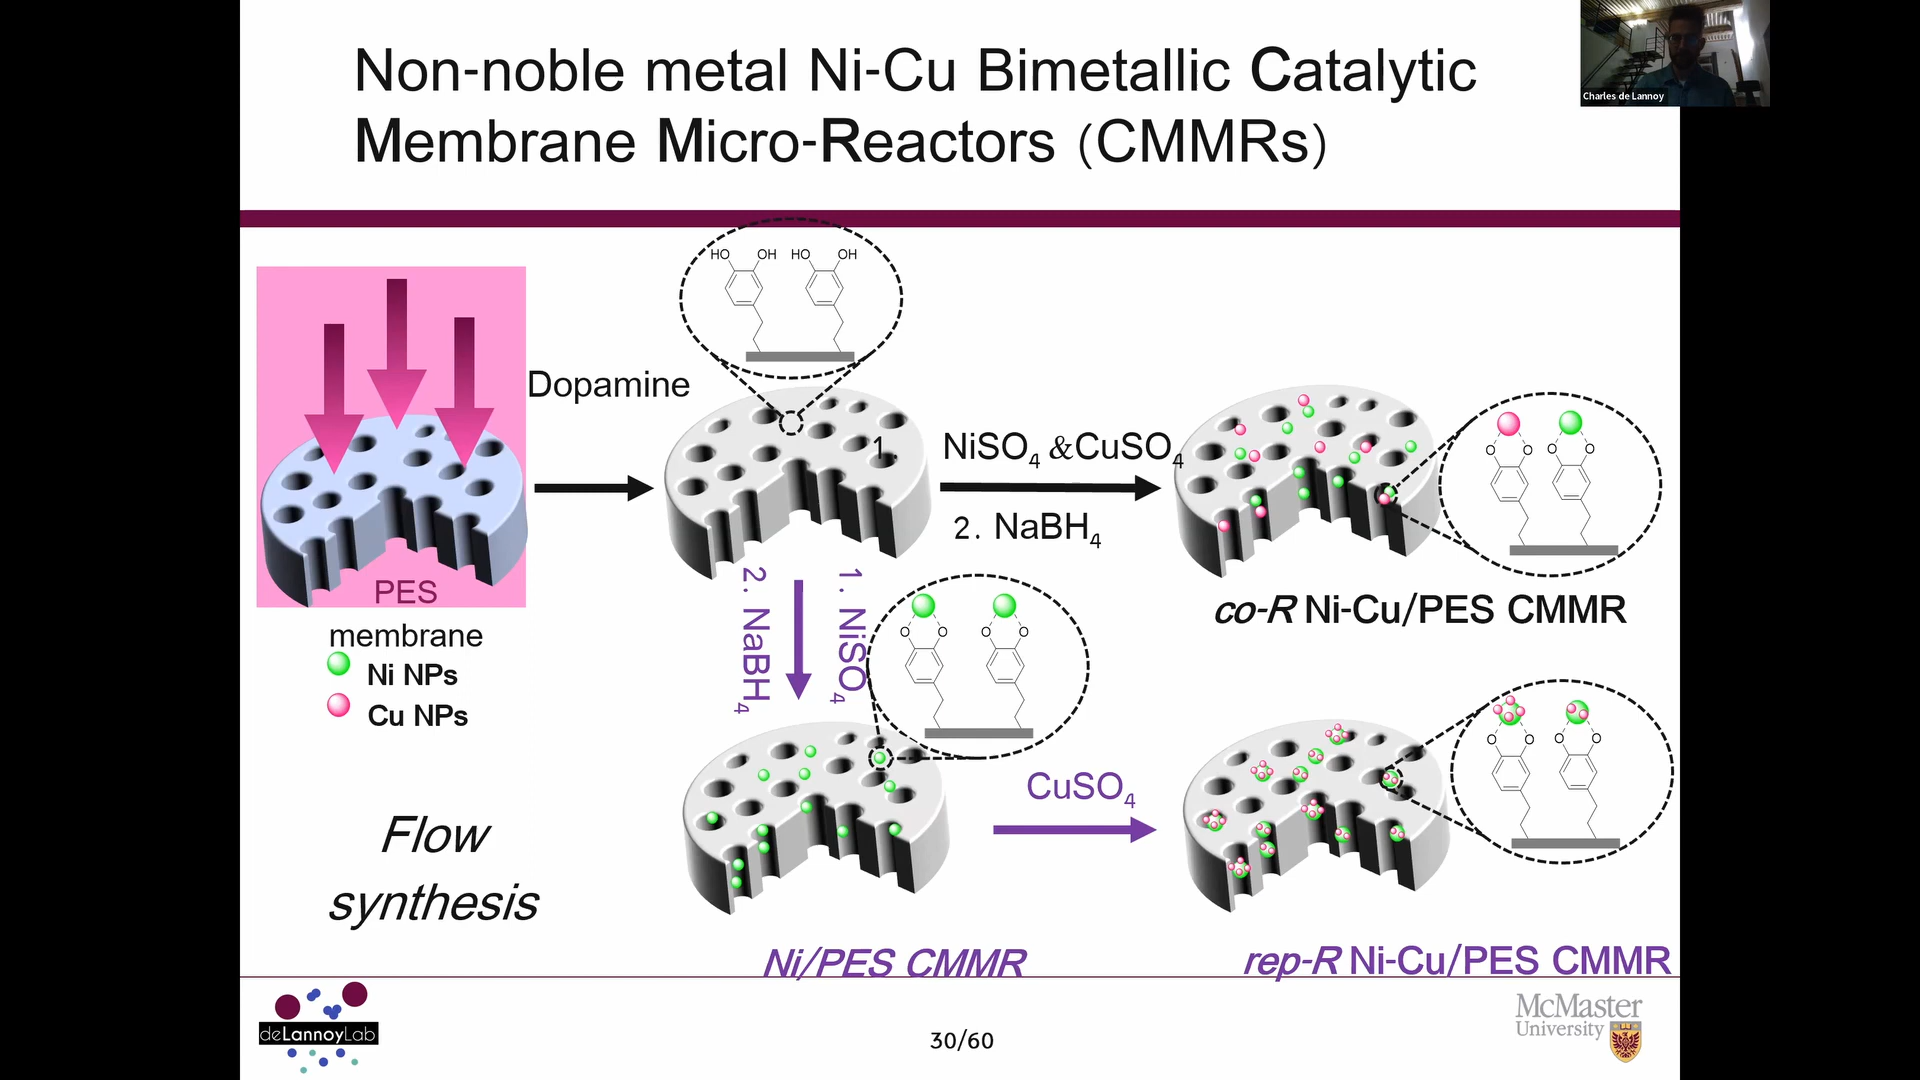 Non-noble metal Ni-Cu Bimetallic Catalytic
Membrane Micro-Reactors (CMMRs)
Charles de Lannoy
HO OH HO OH
Dopamine
1. NiSO4 &CuSO4
2. NaBH4
O O O O
PES
membrane
Ni NPs
Cu NPs
co-R Ni-Cu/PES CMMR
1. NiSO4
2. NaBH4
O O O O
CuSO4
O O O O
Flow
synthesis
Ni/PES CMMR
rep-R Ni-Cu/PES CMMR
deLannoyLab
30/60
McMaster
University